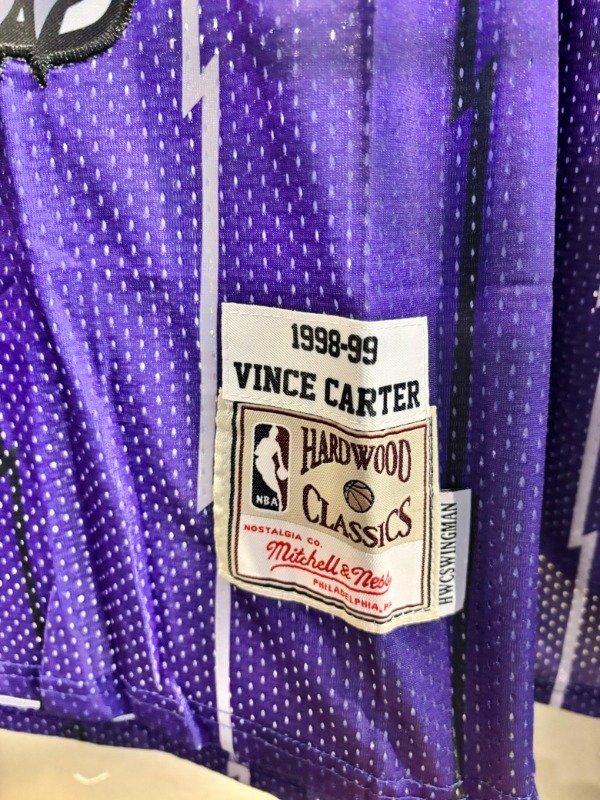 1998-99
VINCE CARTER
HARDWOOD
CLASSICS
NBA
NOSTALGIA CO.
Mitchell & Ness
PHILADELPHIA, PA
HWCSWINGMAN